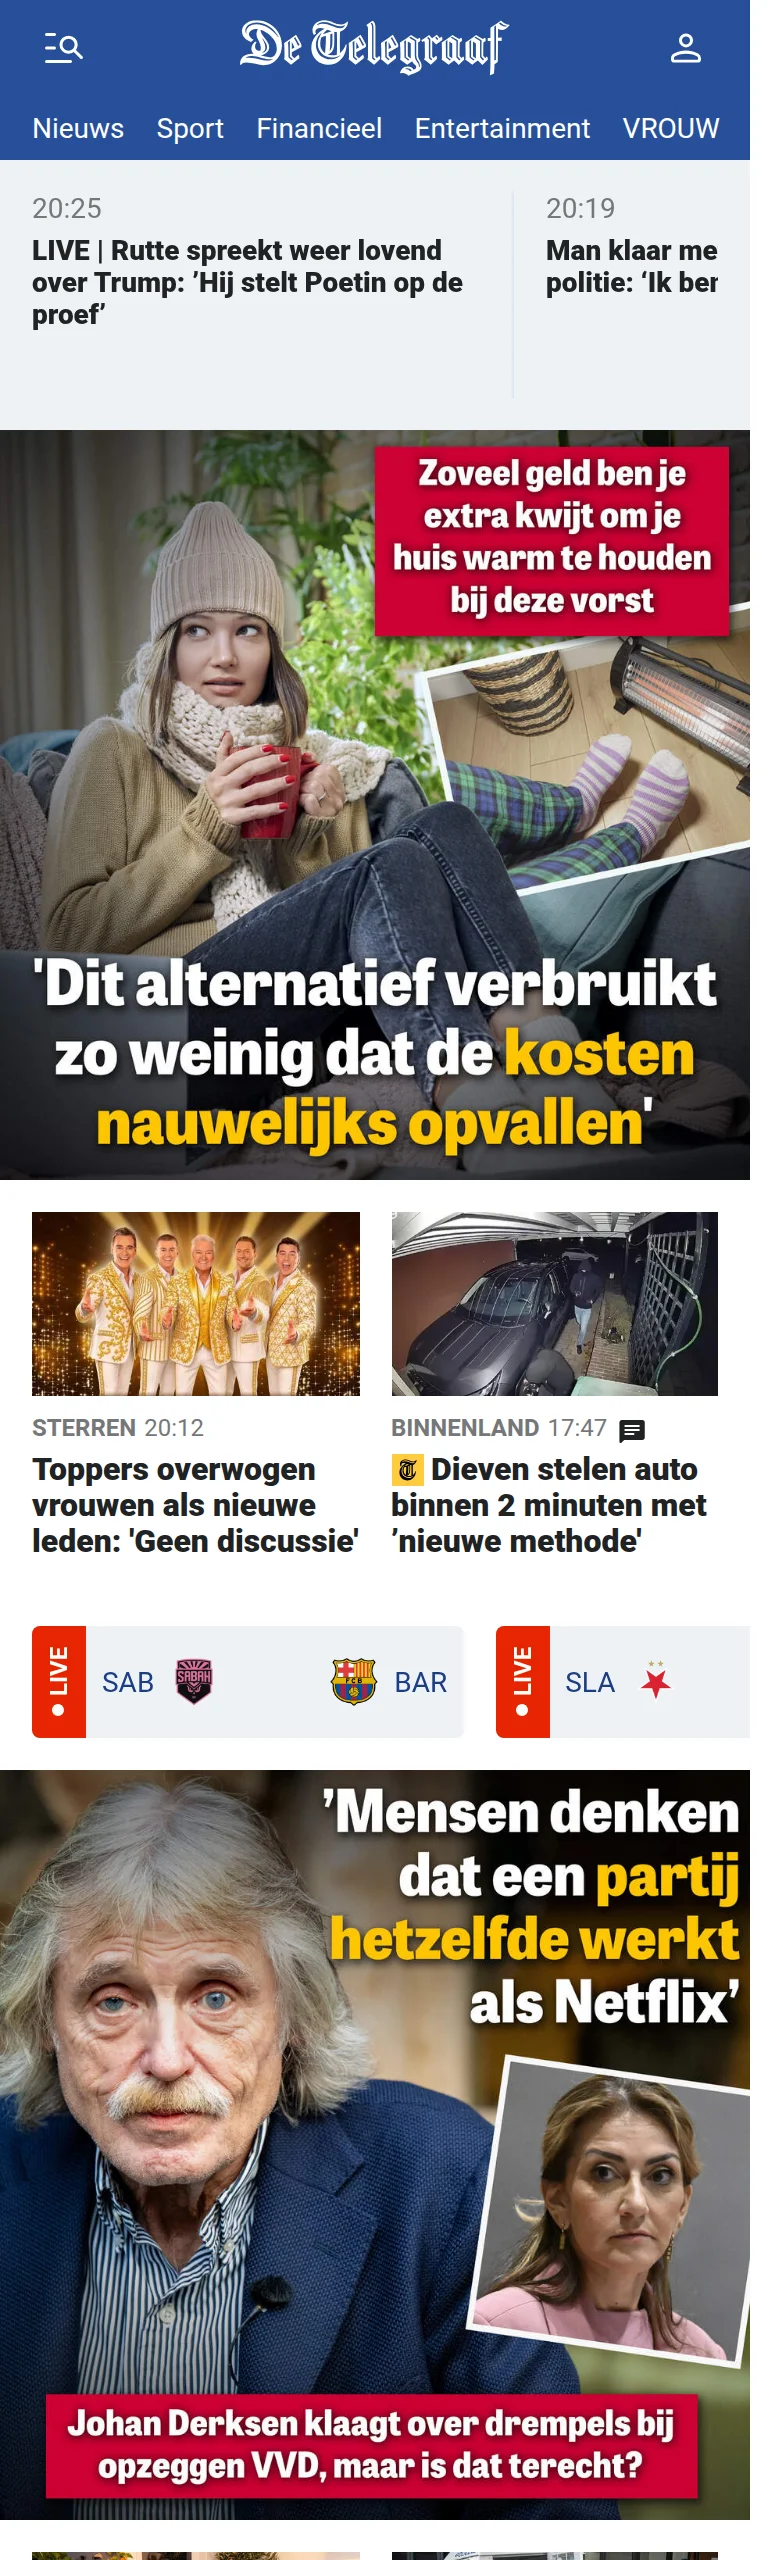 De Telegraaf
Nieuws Sport Financieel Entertainment VROUW
20:25
LIVE | Rutte spreekt weer lovend
over Trump: ’Hij stelt Poetin op de
proef’
20:19
Man klaar me
politie: ‘Ik ben
Zoveel geld ben je
extra kwijt om je
huis warm te houden
bij deze vorst
'Dit alternatief verbruikt
zo weinig dat de kosten
nauwelijks opvallen'
STERREN 20:12
Toppers overwogen
vrouwen als nieuwe
leden: 'Geen discussie'
BINNENLAND 17:47
T Dieven stelen auto
binnen 2 minuten met
’nieuwe methode'
LIVE
SAB SABAH FCB BAR
LIVE
SLA
’Mensen denken
dat een partij
hetzelfde werkt
als Netflix’
Johan Derksen klaagt over drempels bij
opzeggen VVD, maar is dat terecht?